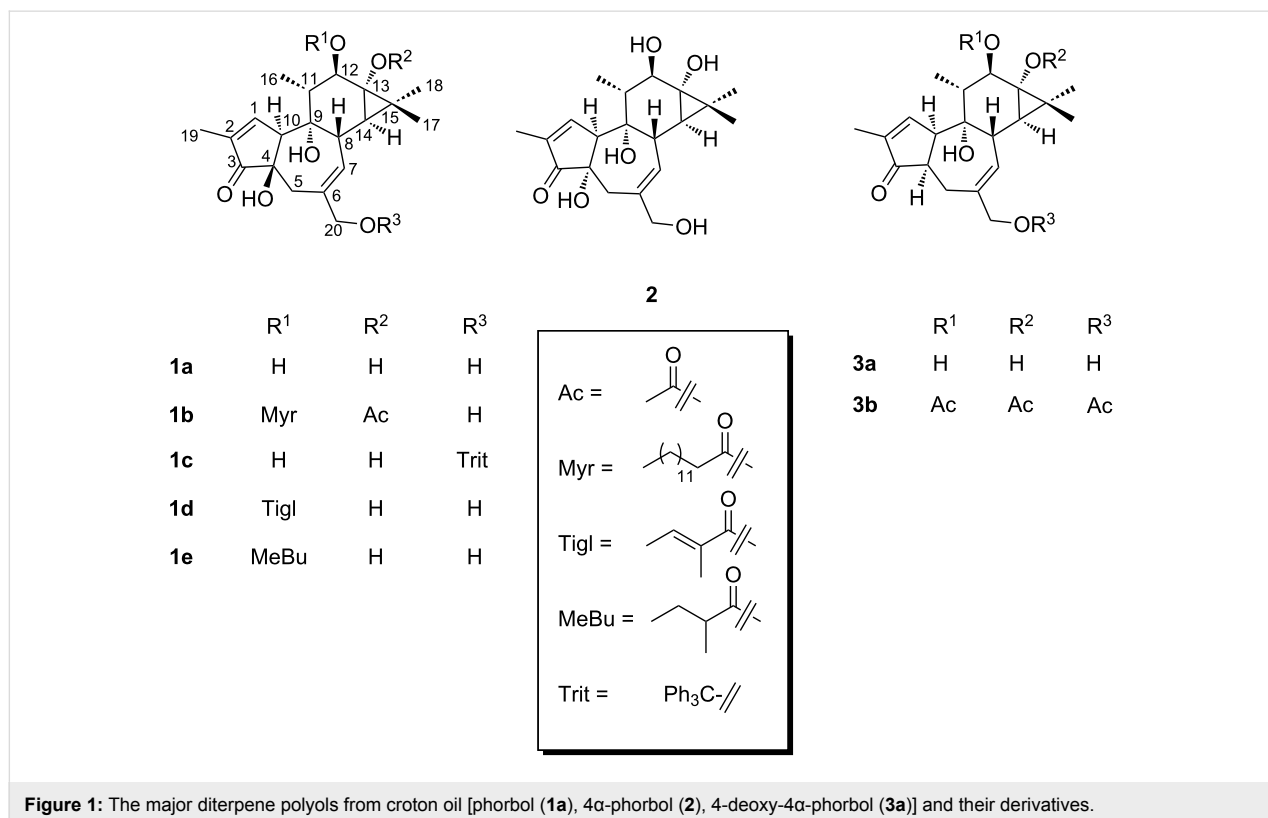 R¹O
OR²
12
16
11
13
18
H
H
1
10
9
15
17
19
2
14
H
8
HO
4
3
7
O
5
6
HO
20
OR³
HO
OH
H
H
H
HO
O
HO
OH
R¹O
OR²
H
H
H
HO
O
H
OR³
2
R¹ R² R³
1a H H H
1b Myr Ac H
1c H H Trit
1d Tigl H H
1e MeBu H H
O
Ac =
O
Myr =
11
O
Tigl =
O
MeBu =
Trit = Ph₃C-
R¹ R² R³
3a H H H
3b Ac Ac Ac
Figure 1: The major diterpene polyols from croton oil [phorbol (1a), 4α-phorbol (2), 4-deoxy-4α-phorbol (3a)] and their derivatives.